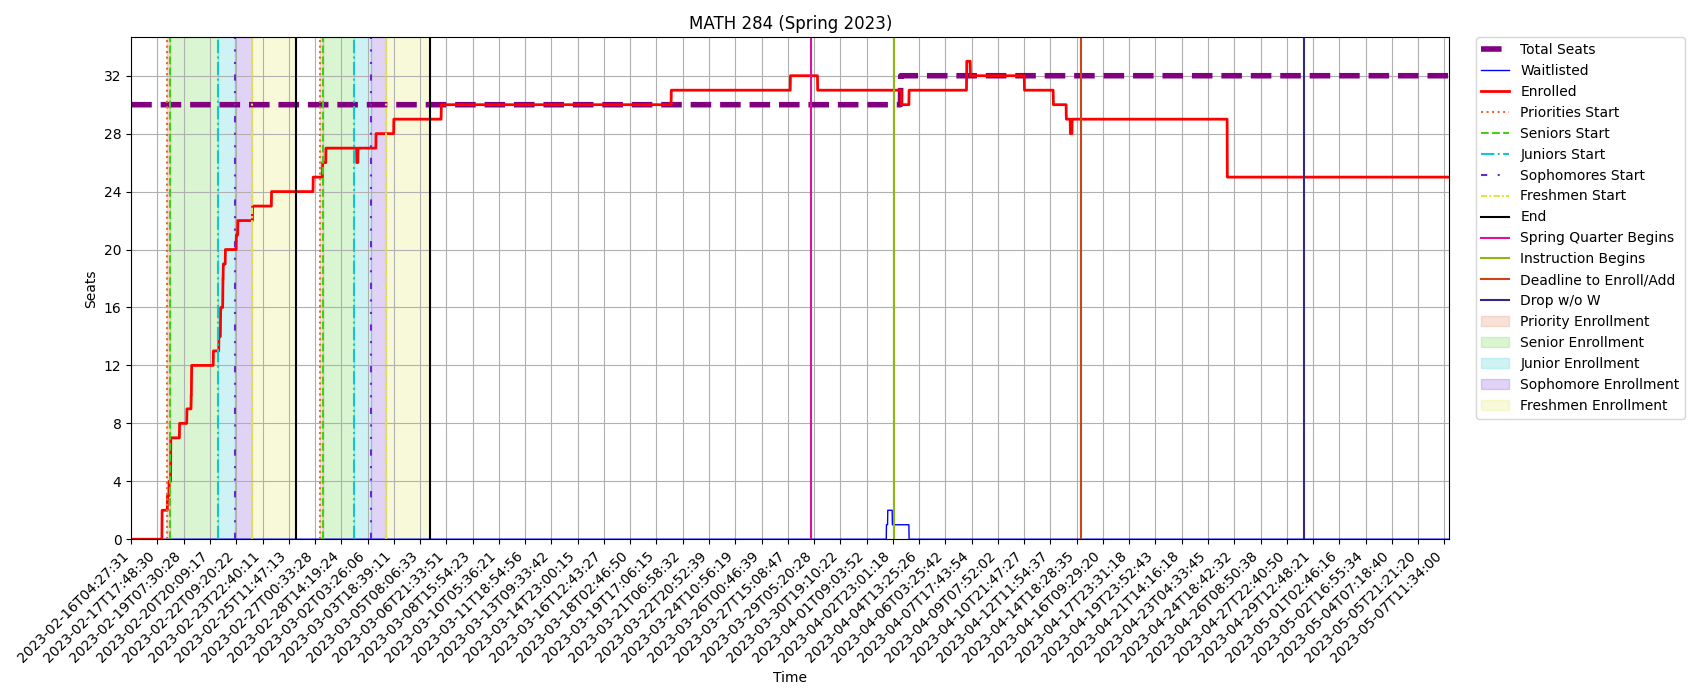 MATH 284 (Spring 2023)
Seats
32
28
24
20
16
12
8
4
0
2023-02-16T04:27:31
2023-02-17T17:48:30
2023-02-19T07:30:28
2023-02-20T20:09:17
2023-02-22T09:20:22
2023-02-23T22:40:11
2023-02-25T11:47:13
2023-02-27T00:33:28
2023-02-28T14:19:24
2023-03-02T03:26:06
2023-03-03T18:39:11
2023-03-05T08:06:33
2023-03-06T21:33:51
2023-03-08T15:54:23
2023-03-10T05:36:21
2023-03-11T18:54:56
2023-03-13T09:33:42
2023-03-14T23:00:15
2023-03-16T12:43:27
2023-03-18T02:46:50
2023-03-19T17:06:15
2023-03-21T06:58:32
2023-03-22T20:52:39
2023-03-24T10:56:19
2023-03-26T00:46:39
2023-03-27T15:08:47
2023-03-29T05:20:28
2023-03-30T19:10:22
2023-04-01T09:03:52
2023-04-02T23:01:18
2023-04-04T13:25:26
2023-04-06T03:25:42
2023-04-07T17:43:54
2023-04-09T07:52:02
2023-04-10T21:47:27
2023-04-12T11:54:37
2023-04-14T18:28:35
2023-04-16T09:29:20
2023-04-17T23:31:18
2023-04-19T23:52:43
2023-04-21T14:16:18
2023-04-23T04:33:45
2023-04-24T18:42:32
2023-04-26T08:50:38
2023-04-27T22:40:50
2023-04-29T12:48:21
2023-05-01T02:46:16
2023-05-02T16:55:34
2023-05-04T07:18:40
2023-05-05T21:21:20
2023-05-07T11:34:00
Time
Total Seats
Waitlisted
Enrolled
Priorities Start
Seniors Start
Juniors Start
Sophomores Start
Freshmen Start
End
Spring Quarter Begins
Instruction Begins
Deadline to Enroll/Add
Drop w/o W
Priority Enrollment
Senior Enrollment
Junior Enrollment
Sophomore Enrollment
Freshmen Enrollment